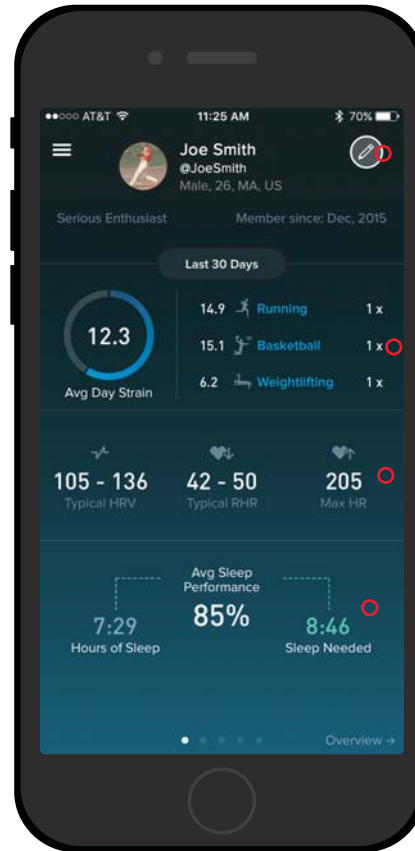 AT&T 11:25 AM 70%
Joe Smith
@JoeSmith
Male, 26, MA, US
Serious Enthusiast Member since: Dec, 2015
Last 30 Days
12.3
Avg Day Strain
14.9 Running 1 x
15.1 Basketball 1 x
6.2 Weightlifting 1 x
105 - 136 42 - 50 205
Typical HRV Typical RHR Max HR
Avg Sleep
Performance
85%
7:29 8:46
Hours of Sleep Sleep Needed
Overview →